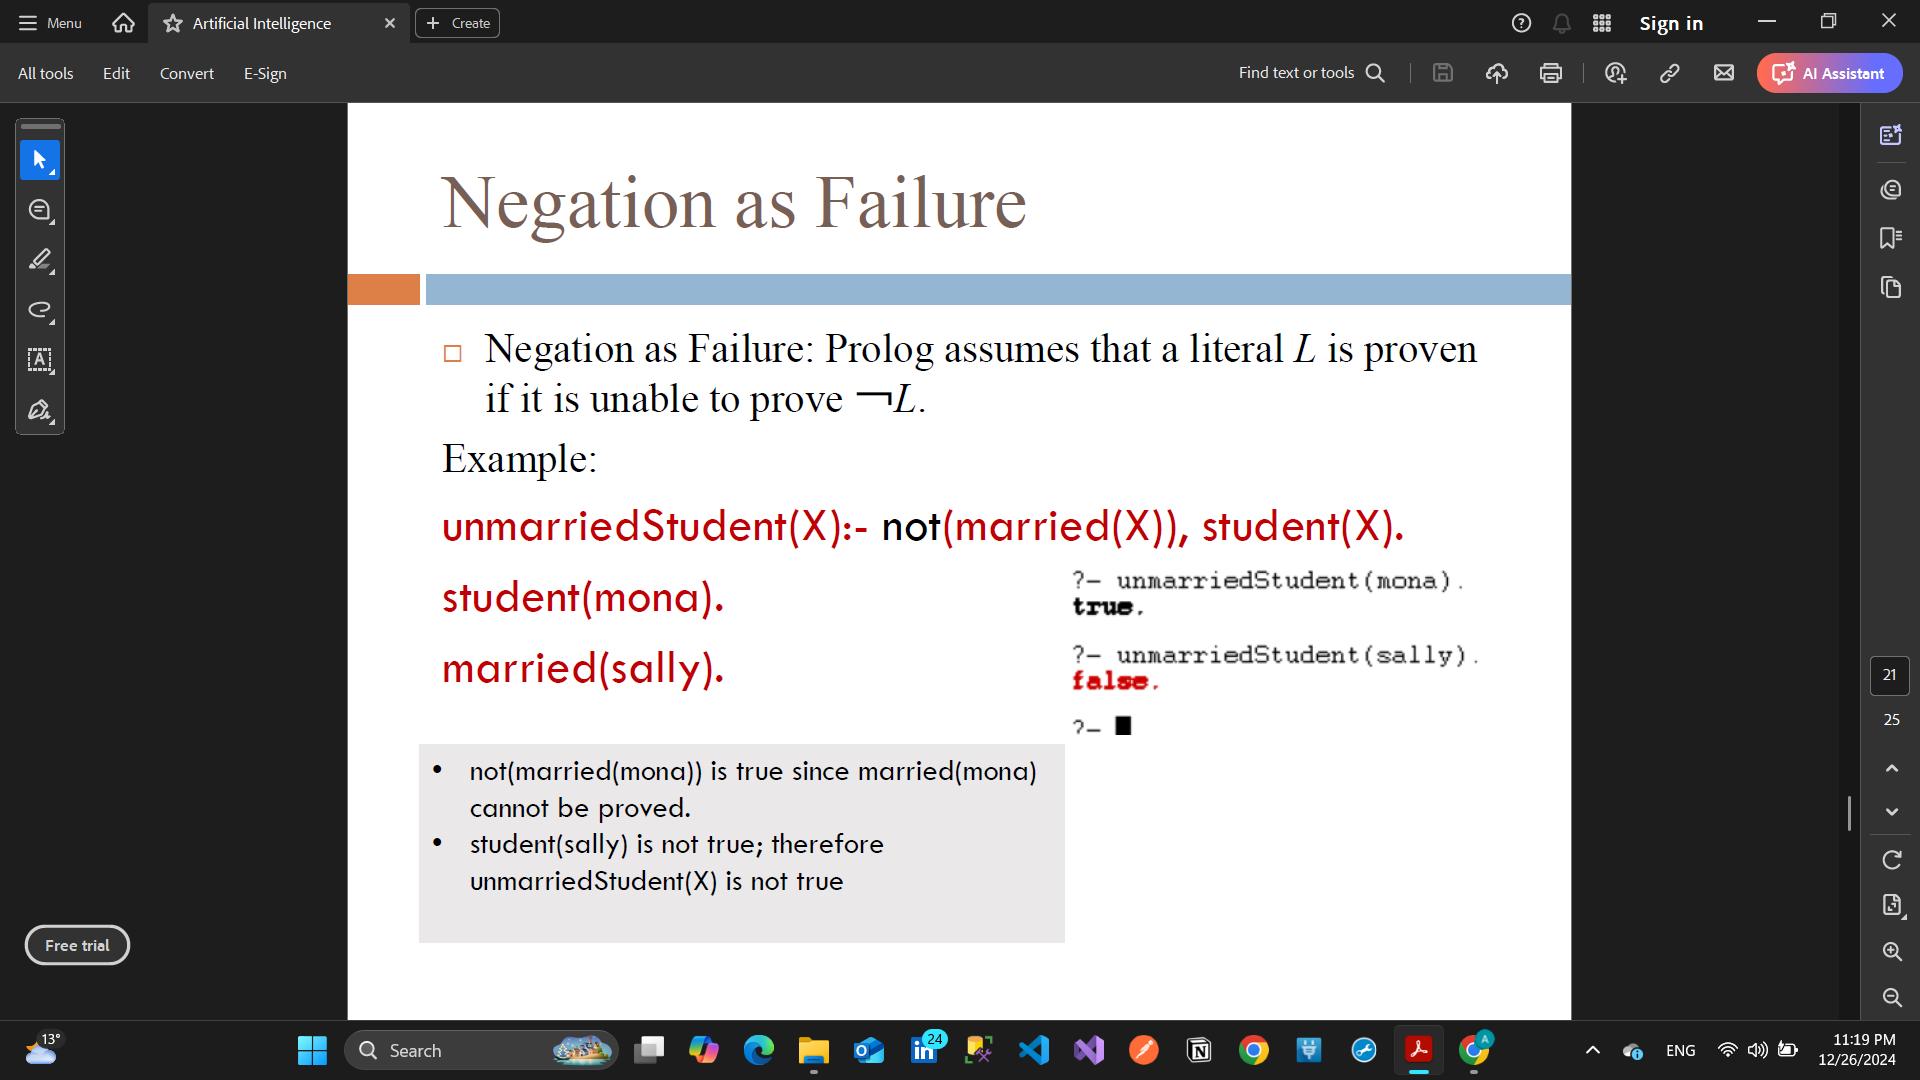 Menu
Artificial Intelligence
Create
Sign in
All tools
Edit
Convert
E-Sign
Find text or tools
AI Assistant
Negation as Failure
Negation as Failure: Prolog assumes that a literal L is proven
if it is unable to prove ¬L.
Example:
unmarriedStudent(X):- not(married(X)), student(X).
student(mona).
married(sally).
?- unmarriedStudent(mona).
true.
?- unmarriedStudent(sally).
false.
?-
• not(married(mona)) is true since married(mona)
cannot be proved.
• student(sally) is not true; therefore
unmarriedStudent(X) is not true
21
25
Free trial
13°
Search
24
ENG
11:19 PM
12/26/2024